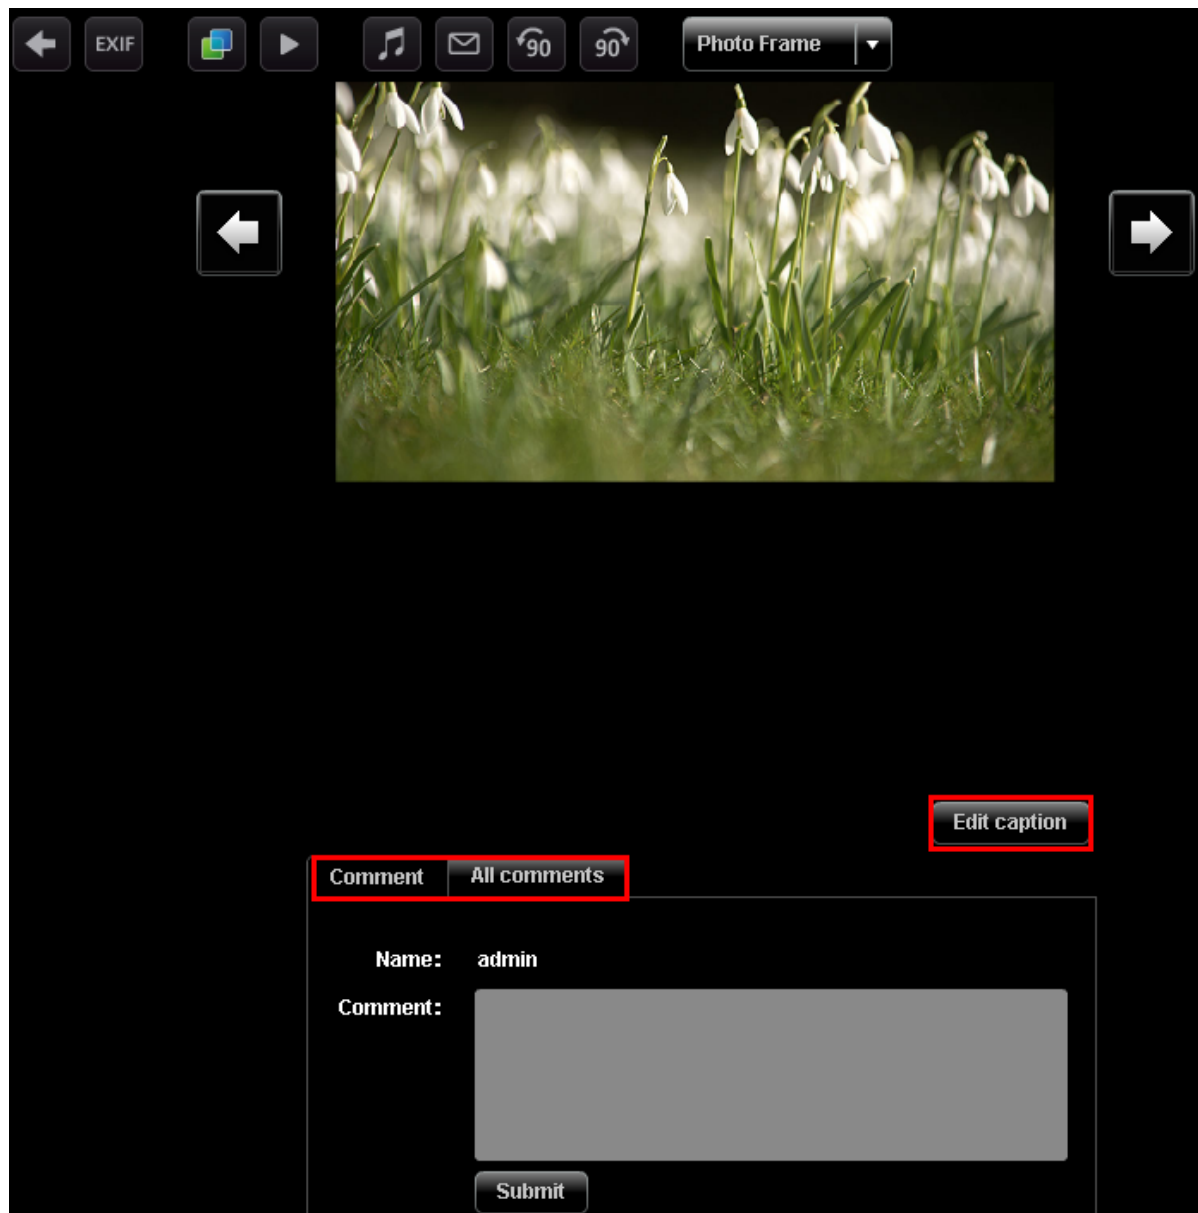 EXIF
90
90
Photo Frame
Edit caption
Comment All comments
Name: admin
Comment:
Submit